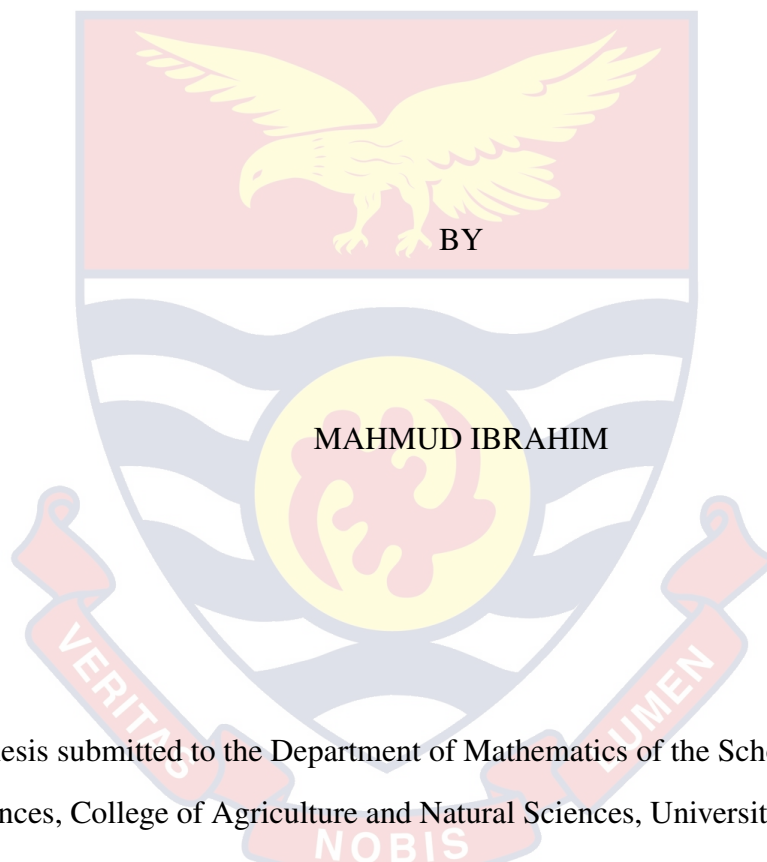 BY
MAHMUD IBRAHIM
VERITAS
LUMEN
esis submitted to the Department of Mathematics of the Sch
nces, College of Agriculture and Natural Sciences, Universit
NOBIS